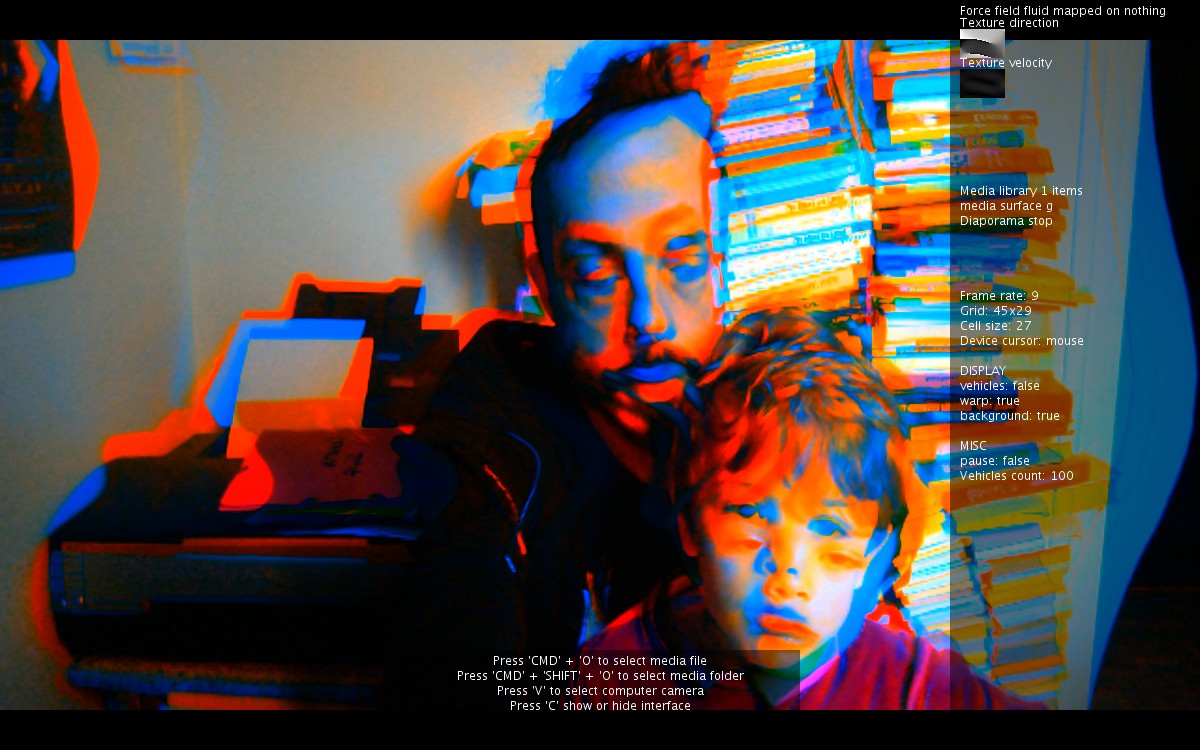 Force field fluid mapped on nothing
Texture direction
Texture velocity
Media library 1 items
media surface g
Diaporama stop
Frame rate: 9
Grid: 45x29
Cell size: 27
Device cursor: mouse
DISPLAY
vehicles: false
warp: true
background: true
MISC
pause: false
Vehicles count: 100
Press 'CMD' + 'O' to select media file
Press 'CMD' + 'SHIFT' + 'O' to select media folder
Press 'V' to select computer camera
Press 'C' show or hide interface